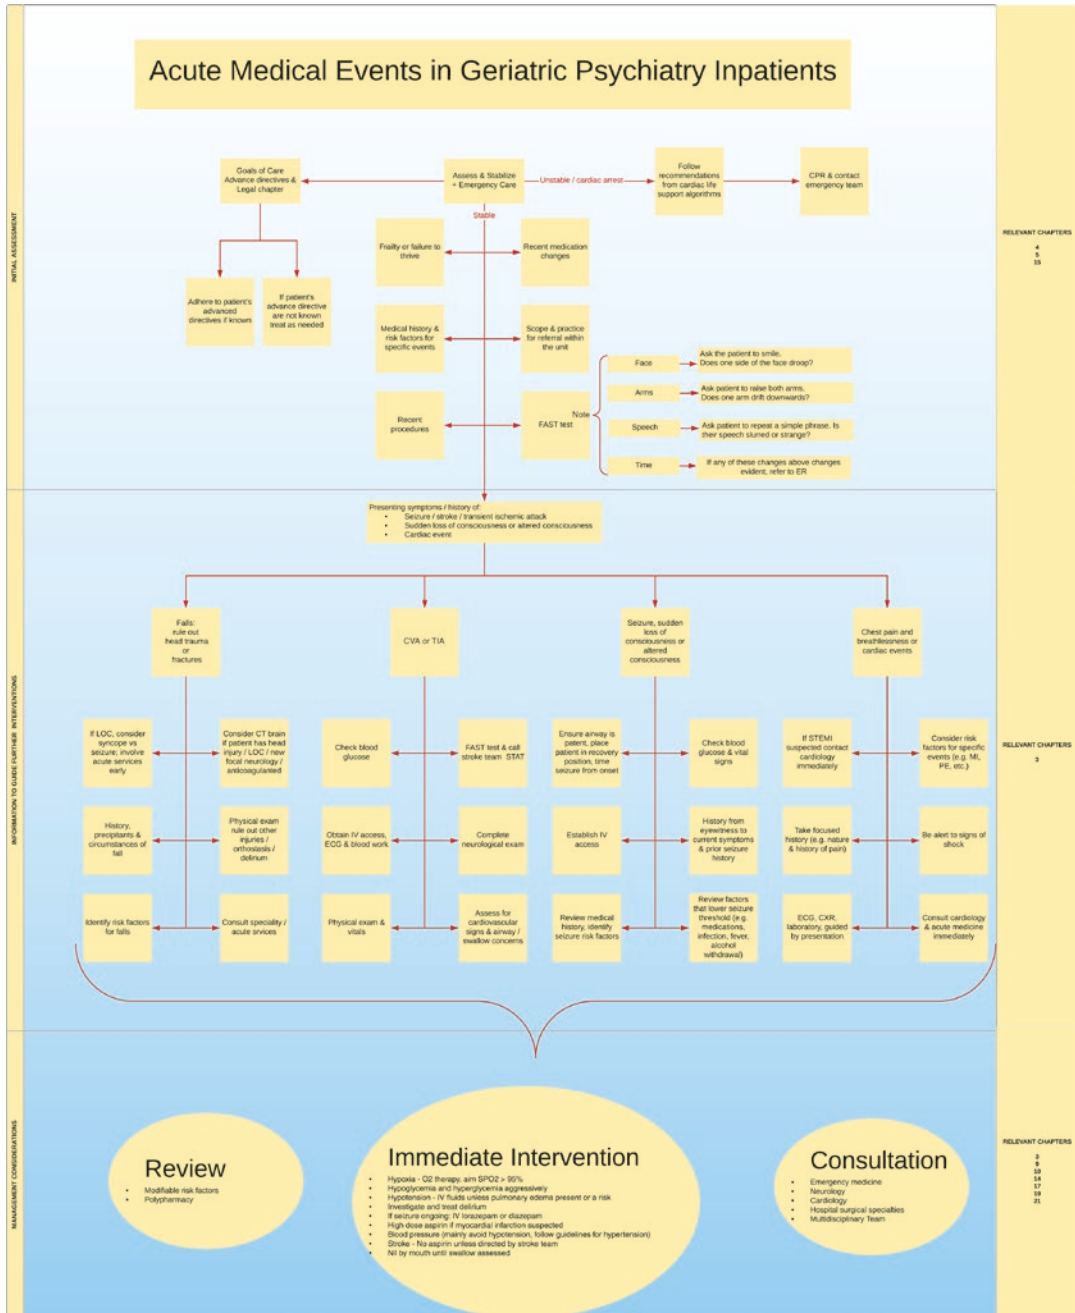 Acute Medical Events in Geriatric Psychiatry Inpatients
INITIAL ASSESSMENT
Goals of Care
Advance directives &
Legal chapter
Assess & Stabilize
+ Emergency Care
Unstable / cardiac arrest
Follow
recommendations
from cardiac life
support algorithms
CPR & contact
emergency team
Stable
Frailty or failure to
thrive
Recent medication
changes
Adhere to patient's
advanced
directives if known
If patient's
advance directive
are not known
treat as needed
Medical history &
risk factors for
specific events
Scope & practice
for referral within
the unit
Recent
procedures
FAST test
Note
Face
Ask the patient to smile.
Does one side of the face droop?
Arms
Ask patient to raise both arms.
Does one arm drift downwards?
Speech
Ask patient to repeat a simple phrase. Is
their speech slurred or strange?
Time
If any of these changes above changes
evident, refer to ER
RELEVANT CHAPTERS
4
5
15
INFORMATION TO GUIDE FURTHER INTERVENTIONS
Presenting symptoms / history of:
• Seizure / stroke / transient ischemic attack
• Sudden loss of consciousness or altered consciousness
• Cardiac event
Falls:
rule out
head trauma
or
fractures
CVA or TIA
Seizure, sudden
loss of
consciousness or
altered
consciousness
Chest pain and
breathlessness or
cardiac events
If LOC, consider
syncope vs
seizure; involve
acute services
early
Consider CT brain
if patient has head
injury / LOC / new
focal neurology /
anticoagulanted
History,
precipitants &
circumstances of
fall
Physical exam
rule out other
injuries /
orthostasis /
delirium
Identify risk factors
for falls
Consult speciality /
acute srvices
Check blood
glucose
FAST test & call
stroke team STAT
Obtain IV access,
ECG & blood work
Complete
neurological exam
Physical exam &
vitals
Assess for
cardiovascular
signs & airway /
swallow concerns
Ensure airway is
patent, place
patient in recovery
position, time
seizure from onset
Check blood
glucose & vital
signs
Establish IV
access
History from
eyewitness to
current symptoms
& prior seizure
history
Review medical
history, identify
seizure risk factors
Review factors
that lower seizure
threshold (e.g.
medications,
infection, fever,
alcohol
withdrawal)
If STEMI
suspected contact
cardiology
immediately
Consider risk
factors for specific
events (e.g. MI,
PE, etc.)
Take focused
history (e.g. nature
& history of pain)
Be alert to signs of
shock
ECG, CXR,
laboratory, guided
by presentation
Consult cardiology
& acute medicine
immediately
RELEVANT CHAPTERS
3
MANAGEMENT CONSIDERATIONS
Review
• Modifiable risk factors
• Polypharmacy
Immediate Intervention
• Hypoxia - O2 therapy, aim SPO2 > 95%
• Hypoglycemia and hyperglycemia aggressively
• Hypotension - IV fluids unless pulmonary edema present or a risk
• Investigate and treat delirium
• If seizure ongoing: IV lorazepam or diazepam
• High dose aspirin if myocardial infarction suspected
• Blood pressure (mainly avoid hypotension, follow guidelines for hypertension)
• Stroke - No aspirin unless directed by stroke team
• Nil by mouth until swallow assessed
Consultation
• Emergency medicine
• Neurology
• Cardiology
• Hospital surgical specialties
• Multidisciplinary Team
RELEVANT CHAPTERS
3
9
10
14
17
19
21